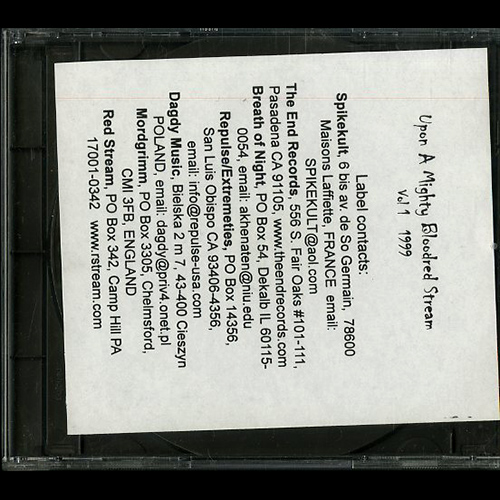 Upon A Mighty Bloodred Stream
Vol 1 1999
Label contacts:
Spikekult, 6 bis av. de So Germain, 78600
Maisons Laffiette, FRANCE email:
SPIKEKULT@aol.com
The End Records, 556 S. Fair Oaks #101-111,
Pasadena CA 91105, www.theendrecords.com
Breath of Night, PO Box 54, Dekalb IL 60115-
0054, email: akhenaten@niu.edu
Repulse/Extremeties, PO Box 14356,
San Luis Obispo CA 93406-4356,
email: info@repulse-usa.com
Dagdy Music, Bielska 2 m 7, 43-400 Cieszyn
POLAND, email: dagdy@priv4.onet.pl
Mordgrimm, PO Box 3305, Chelmsford,
CMI 3FB, ENGLAND
Red Stream, PO Box 342, Camp Hill PA
17001-0342 www.rstream.com